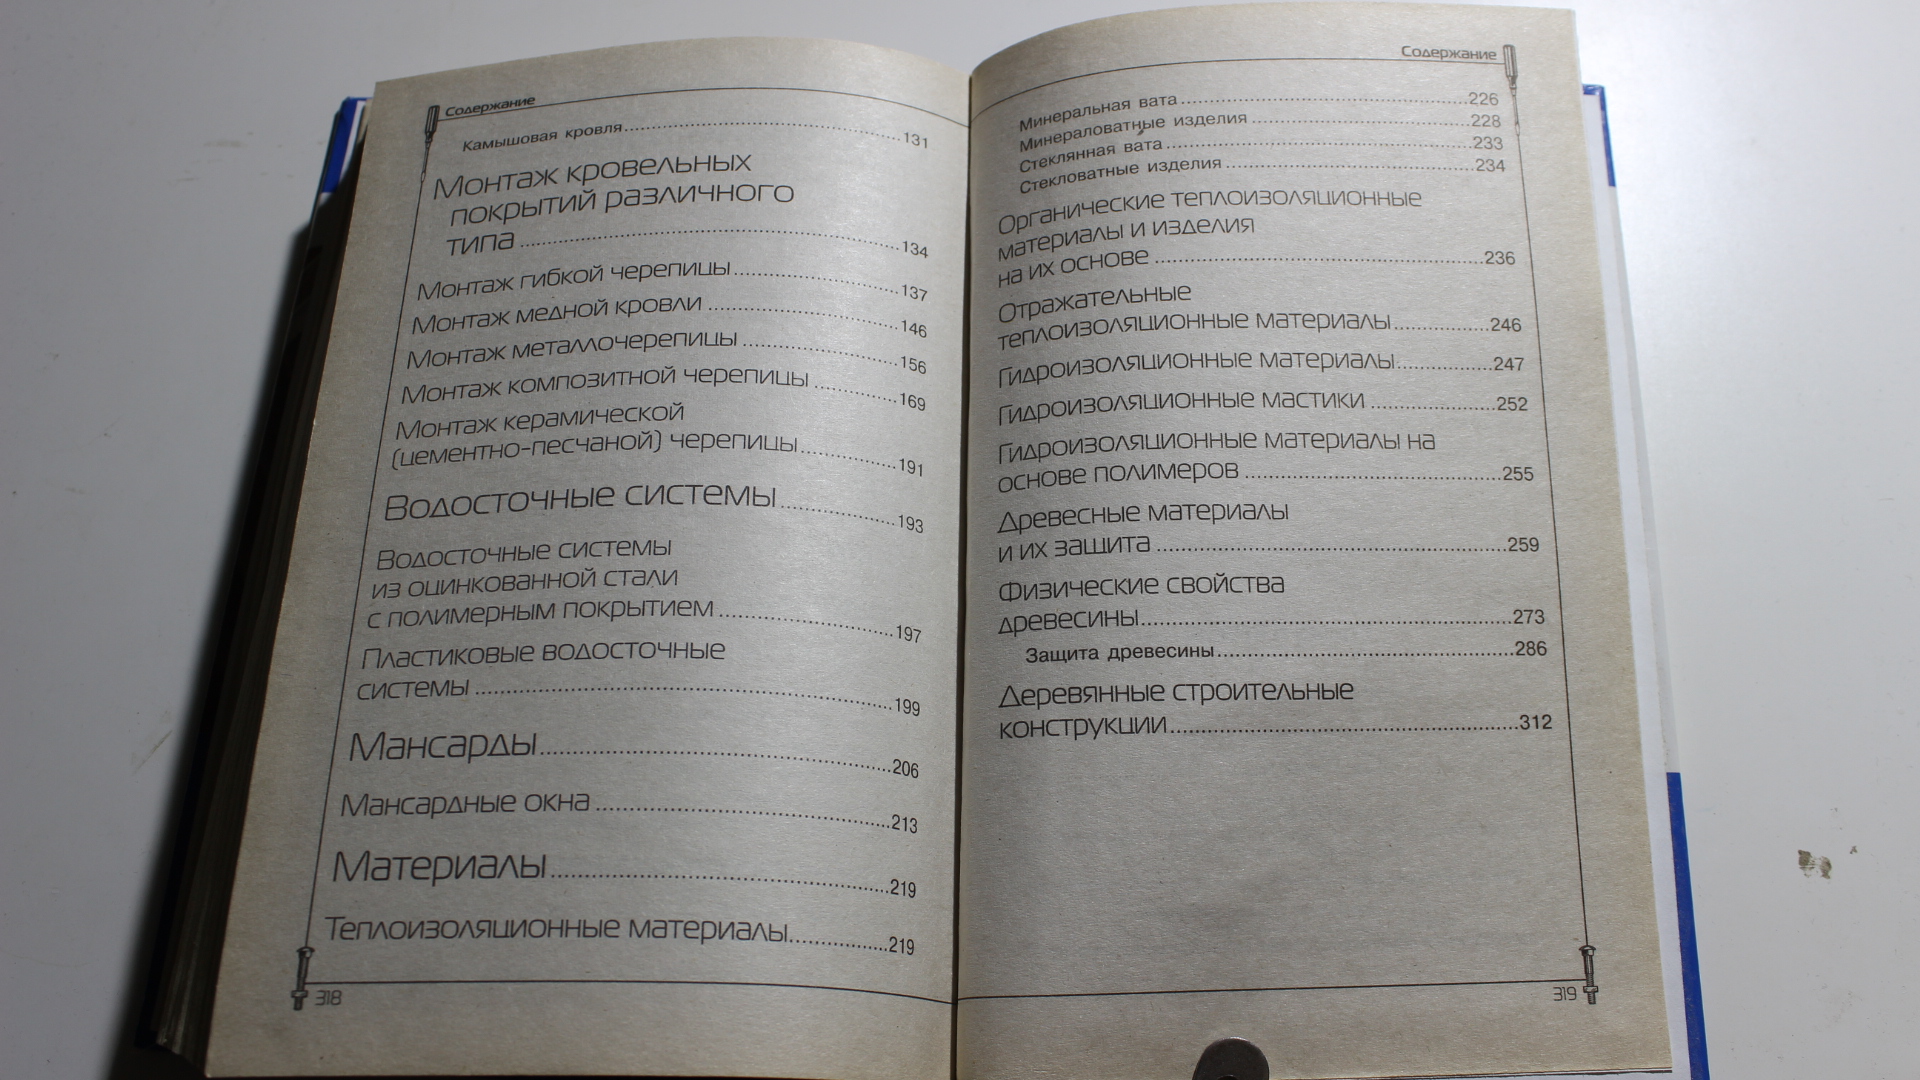 Содержание
Камышовая кровля..........131
Монтаж кровельных
покрытий различного
типа..........134
Монтаж гибкой черепицы..........137
Монтаж медной кровли..........146
Монтаж металлочерепицы..........156
Монтаж композитной черепицы..........169
Монтаж керамической
(цементно-песчаной) черепицы..........191
Водосточные системы..........193
Водосточные системы
из оцинкованной стали
с полимерным покрытием..........197
Пластиковые водосточные
системы..........199
Мансарды..........206
Мансардные окна..........213
Материалы..........219
Теплоизоляционные материалы..........219
318
Содержание
Минеральная вата..........226
Минераловатные изделия..........228
Стеклянная вата..........233
Стекловатные изделия..........234
Органические теплоизоляционные
материалы и изделия
на их основе..........236
Отражательные
теплоизоляционные материалы..........246
Гидроизоляционные материалы..........247
Гидроизоляционные мастики..........252
Гидроизоляционные материалы на
основе полимеров..........255
Древесные материалы
и их защита..........259
Физические свойства
древесины..........273
Защита древесины..........286
Деревянные строительные
конструкции..........312
319